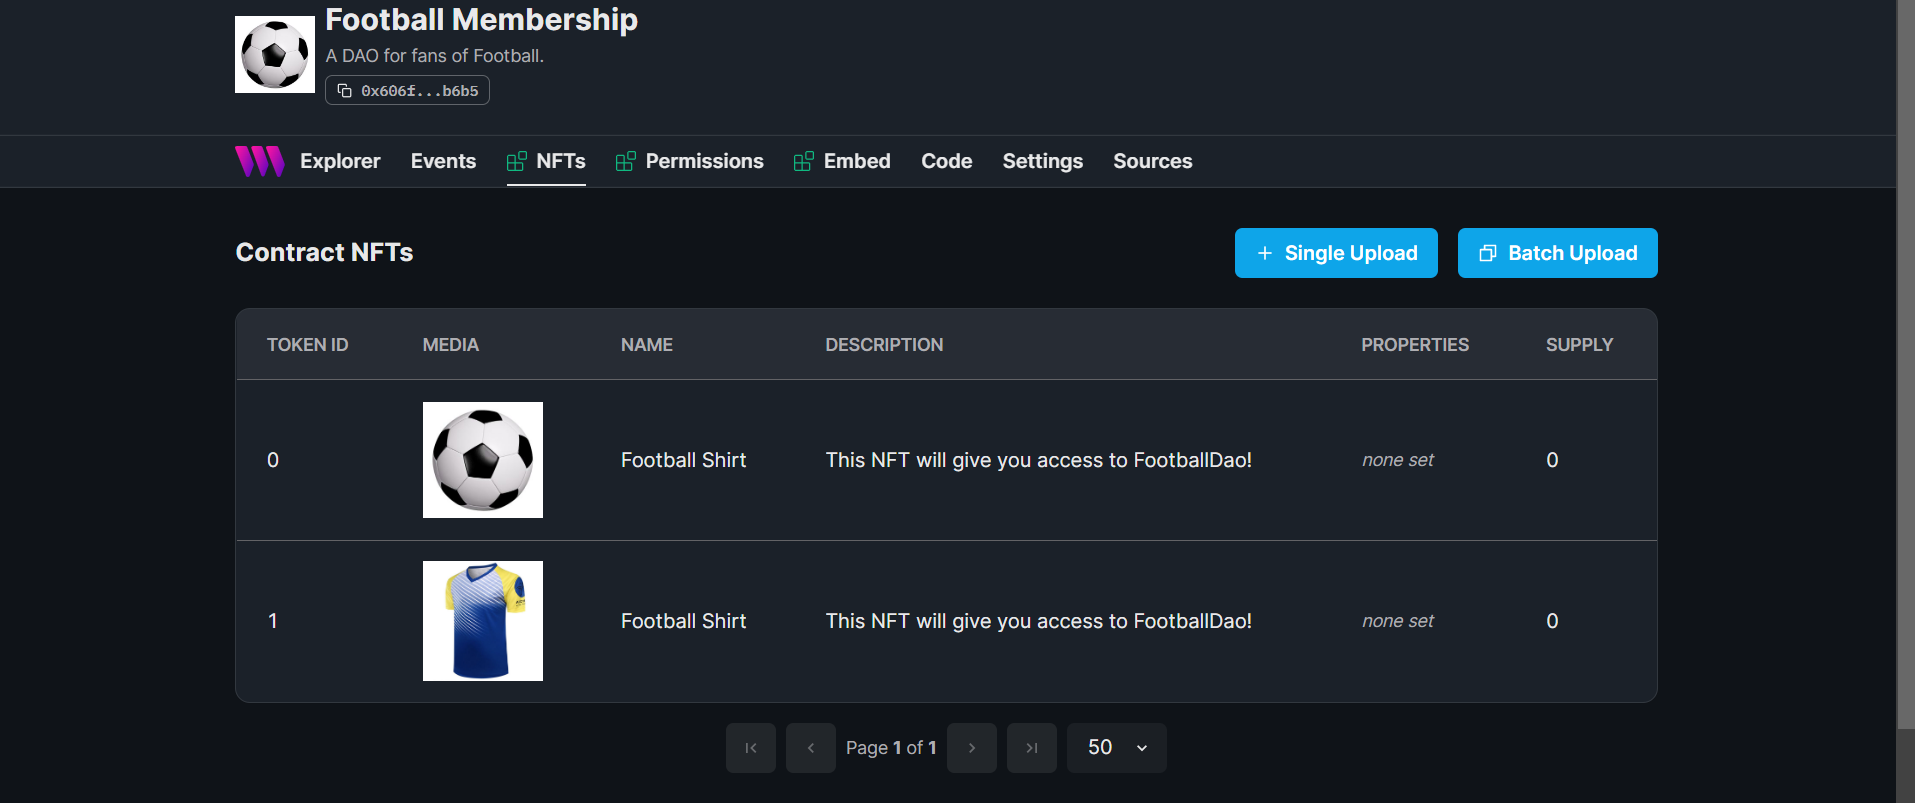 Football Membership
A DAO for fans of Football.
0x606f...b6b5
Explorer Events NFTs Permissions Embed Code Settings Sources
Contract NFTs
+ Single Upload Batch Upload
TOKEN ID MEDIA NAME DESCRIPTION PROPERTIES SUPPLY
0 Football Shirt This NFT will give you access to FootballDao! none set 0
1 Football Shirt This NFT will give you access to FootballDao! none set 0
Page 1 of 1 50